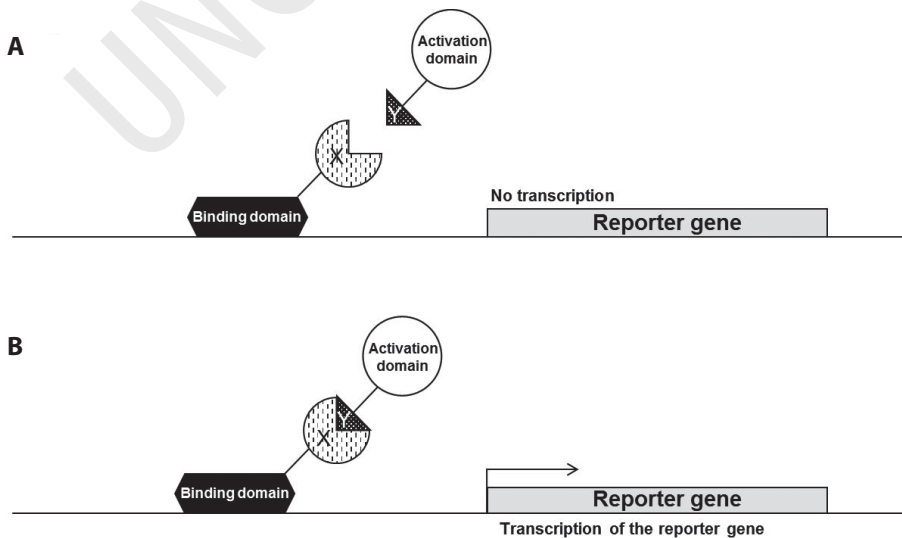 UNC
A
Activation
domain
Y
X
Binding domain
No transcription
Reporter gene
B
Activation
domain
Y
X
Binding domain
Reporter gene
Transcription of the reporter gene